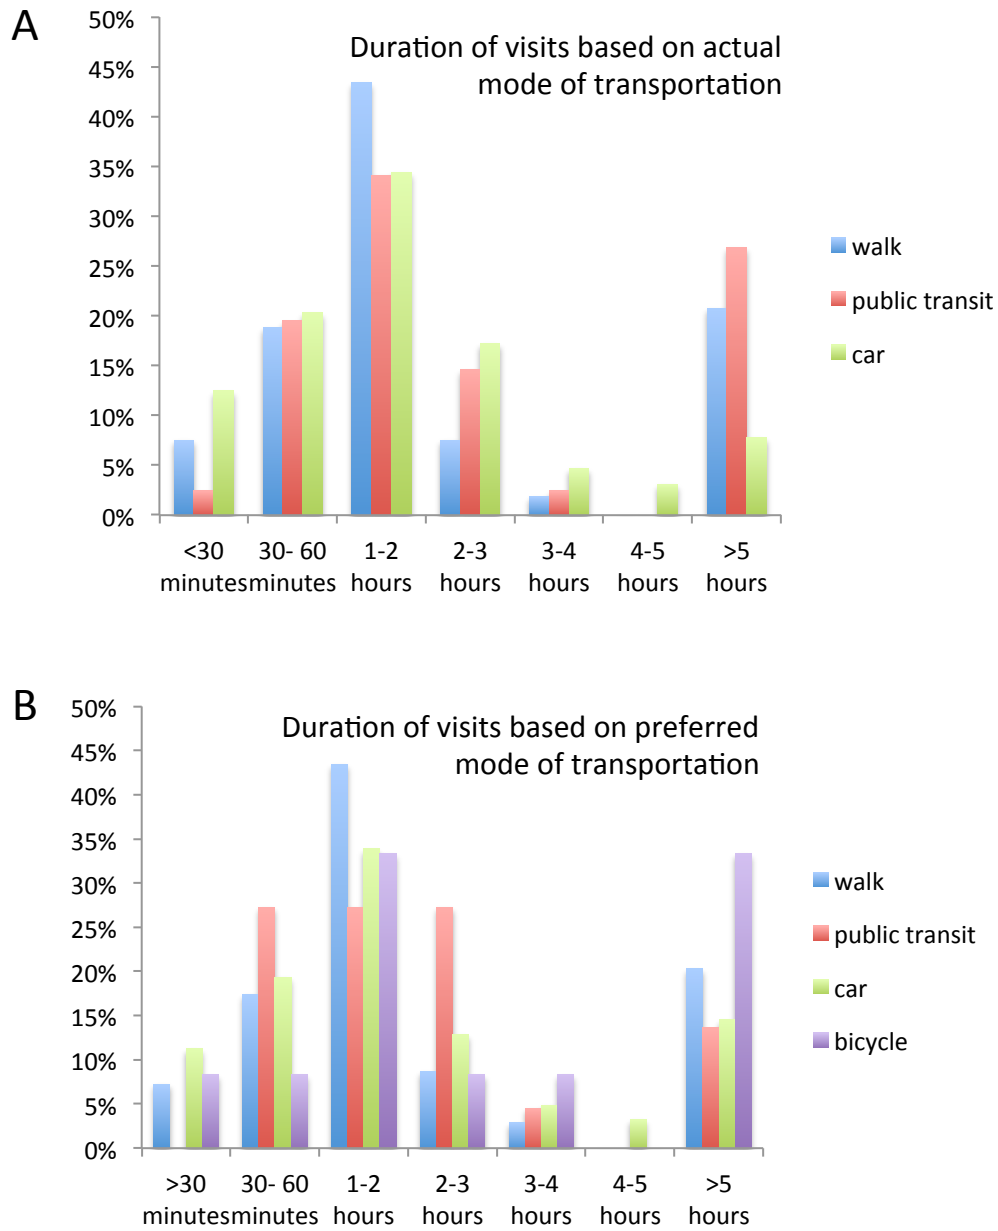 A
Duration of visits based on actual
mode of transportation
50%
45%
40%
35%
30%
25%
20%
15%
10%
5%
0%
<30 30- 60 1-2 2-3 3-4 4-5 >5
minutes minutes hours hours hours hours hours
walk
public transit
car
B
Duration of visits based on preferred
mode of transportation
50%
45%
40%
35%
30%
25%
20%
15%
10%
5%
0%
>30 30- 60 1-2 2-3 3-4 4-5 >5
minutes minutes hours hours hours hours hours
walk
public transit
car
bicycle